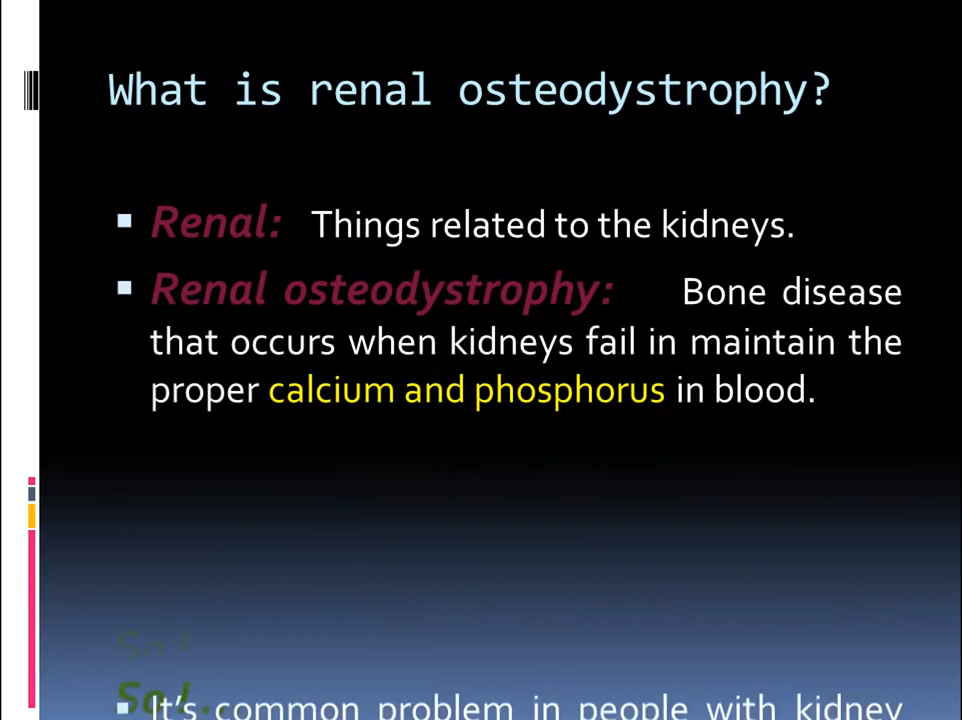 What is renal osteodystrophy?
Renal: Things related to the kidneys.
Renal osteodystrophy: Bone disease
that occurs when kidneys fail in maintain the
proper calcium and phosphorus in blood.
It's common problem in people with kidney